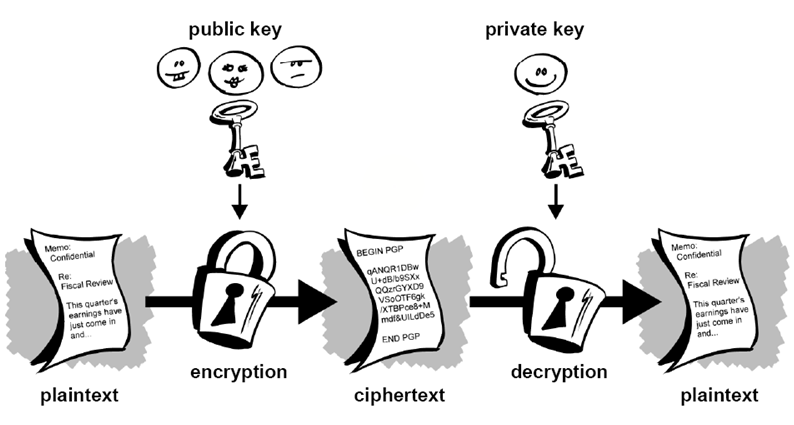 public key
private key
Memo:
Confidential
Re:
Fiscal Review
This quarter's
earnings have
just come in
and...
BEGIN PGP
qANQR1DBw
U+dB/b9SXx
QQzrGYXD9
VScOTF6gk
/XTBPce8+M
mdf&UlLdDe5
END PGP
Memo:
Confidential
Re:
Fiscal Review
This quarter's
earnings have
just come in
and...
plaintext
encryption
ciphertext
decryption
plaintext